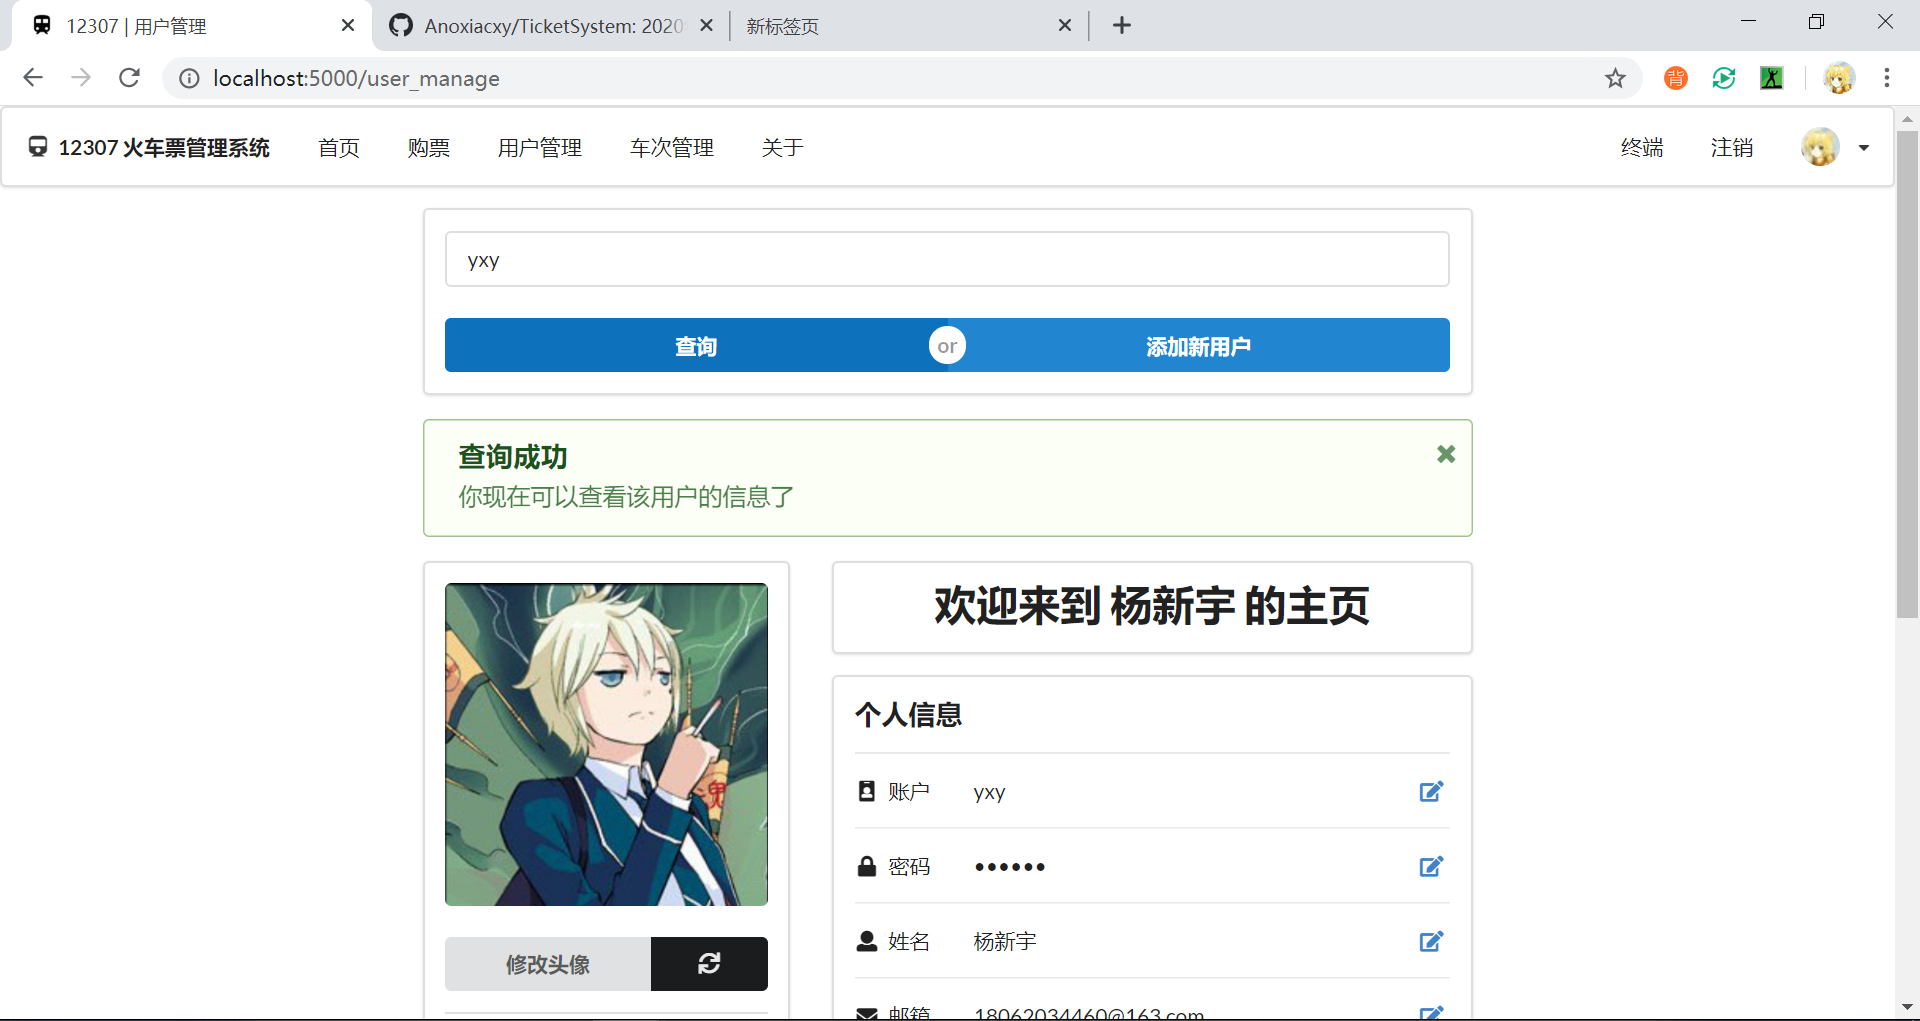 12307 | 用户管理
Anoxiacxy/TicketSystem: 2020
新标签页
localhost:5000/user_manage
背
12307 火车票管理系统 首页 购票 用户管理 车次管理 关于 终端 注销
yxy
查询 or 添加新用户
查询成功
你现在可以查看该用户的信息了
鬼
修改头像
欢迎来到 杨新宇 的主页
个人信息
账户 yxy
密码 ••••••
姓名 杨新宇
邮箱 18062034460@163.com